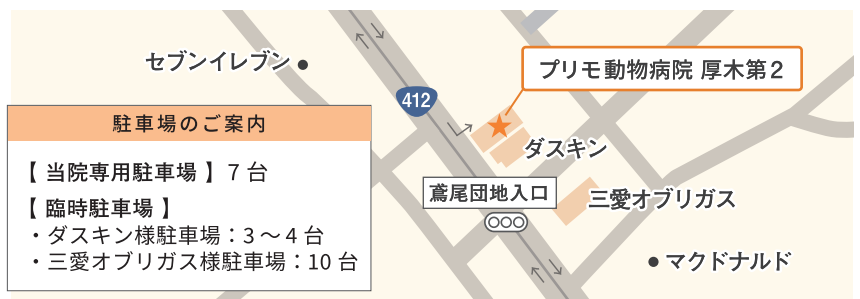 セブンイレブン
プリモ動物病院 厚木第2
412
駐車場のご案内
ダスキン
【 当院専用駐車場 】7 台
鳶尾団地入口
三愛オブリガス
【 臨時駐車場 】
・ダスキン様駐車場：3 〜 4 台
・三愛オブリガス様駐車場：10 台
マクドナルド